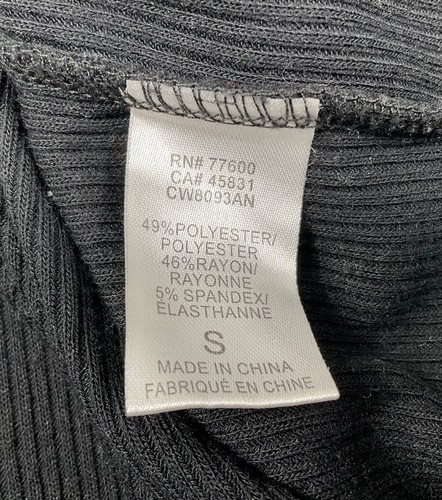 RN# 77600
CA# 45831
CW8093AN
49%POLYESTER/
POLYESTER
46%RAYON/
RAYONNE
5% SPANDEX/
ELASTHANNE
S
MADE IN CHINA
FABRIQUÉ EN CHINE